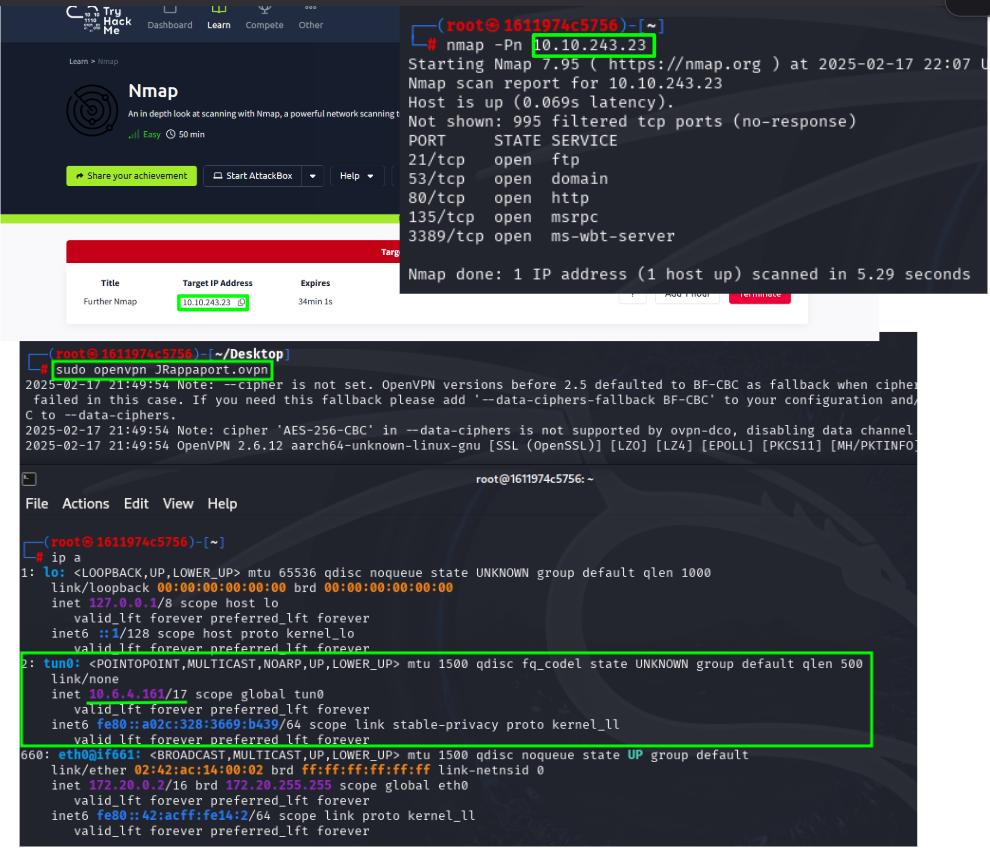 Try
Hack
Me
Dashboard
Learn
Compete
Other
Learn > Nmap
Nmap
An in depth look at scanning with Nmap, a powerful network scanning
Easy 50 min
Share your achievement
Start AttackBox
Help
Title Target IP Address Expires
Further Nmap 10.10.243.23 34min 1s
?
Add 1 hour
Terminate
┌──(root㉿1611974c5756)-[~]
└─# nmap -Pn 10.10.243.23
Starting Nmap 7.95 ( https://nmap.org ) at 2025-02-17 22:07
Nmap scan report for 10.10.243.23
Host is up (0.069s latency).
Not shown: 995 filtered tcp ports (no-response)
PORT STATE SERVICE
21/tcp open ftp
53/tcp open domain
80/tcp open http
135/tcp open msrpc
3389/tcp open ms-wbt-server
Nmap done: 1 IP address (1 host up) scanned in 5.29 seconds
┌──(root㉿1611974c5756)-[~/Desktop]
└─# sudo openvpn JRappaport.ovpn
2025-02-17 21:49:54 Note: --cipher is not set. OpenVPN versions before 2.5 defaulted to BF-CBC as fallback when cipher
failed in this case. If you need this fallback please add '--data-ciphers-fallback BF-CBC' to your configuration and/
C to --data-ciphers.
2025-02-17 21:49:54 Note: cipher 'AES-256-CBC' in --data-ciphers is not supported by ovpn-dco, disabling data channel
2025-02-17 21:49:54 OpenVPN 2.6.12 aarch64-unknown-linux-gnu [SSL (OpenSSL)] [LZO] [LZ4] [EPOLL] [PKCS11] [MH/PKTINFO]
root@1611974c5756: ~
File Actions Edit View Help
┌──(root㉿1611974c5756)-[~]
└─# ip a
1: lo: <LOOPBACK,UP,LOWER_UP> mtu 65536 qdisc noqueue state UNKNOWN group default qlen 1000
link/loopback 00:00:00:00:00:00 brd 00:00:00:00:00:00
inet 127.0.0.1/8 scope host lo
valid_lft forever preferred_lft forever
inet6 ::1/128 scope host proto kernel_lo
valid_lft forever preferred_lft forever
2: tun0: <POINTOPOINT,MULTICAST,NOARP,UP,LOWER_UP> mtu 1500 qdisc fq_codel state UNKNOWN group default qlen 500
link/none
inet 10.6.4.161/17 scope global tun0
valid_lft forever preferred_lft forever
inet6 fe80::a02c:328:3669:b439/64 scope link stable-privacy proto kernel_ll
valid_lft forever preferred_lft forever
660: eth0@if661: <BROADCAST,MULTICAST,UP,LOWER_UP> mtu 1500 qdisc noqueue state UP group default
link/ether 02:42:ac:14:00:02 brd ff:ff:ff:ff:ff:ff link-netnsid 0
inet 172.20.0.2/16 brd 172.20.255.255 scope global eth0
valid_lft forever preferred_lft forever
inet6 fe80::42:acff:fe14:2/64 scope link proto kernel_ll
valid_lft forever preferred_lft forever